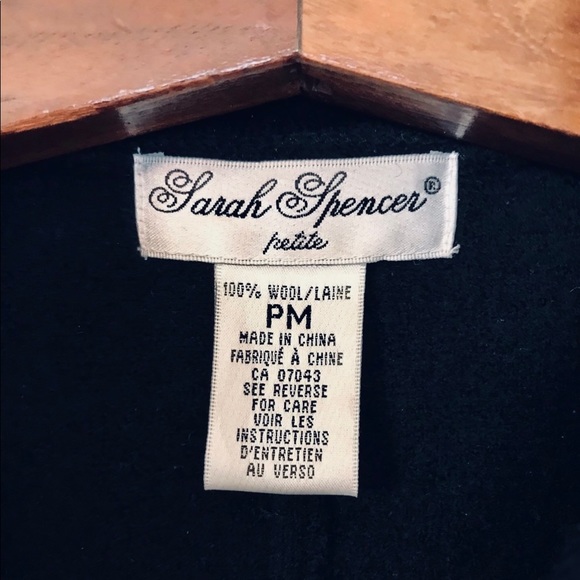 Sarah Spencer®
petite
100% WOOL/LAINE
PM
MADE IN CHINA
FABRIQUÉ À CHINE
CA 07043
SEE REVERSE
FOR CARE
VOIR LES
INSTRUCTIONS
D'ENTRETIEN
AU VERSO